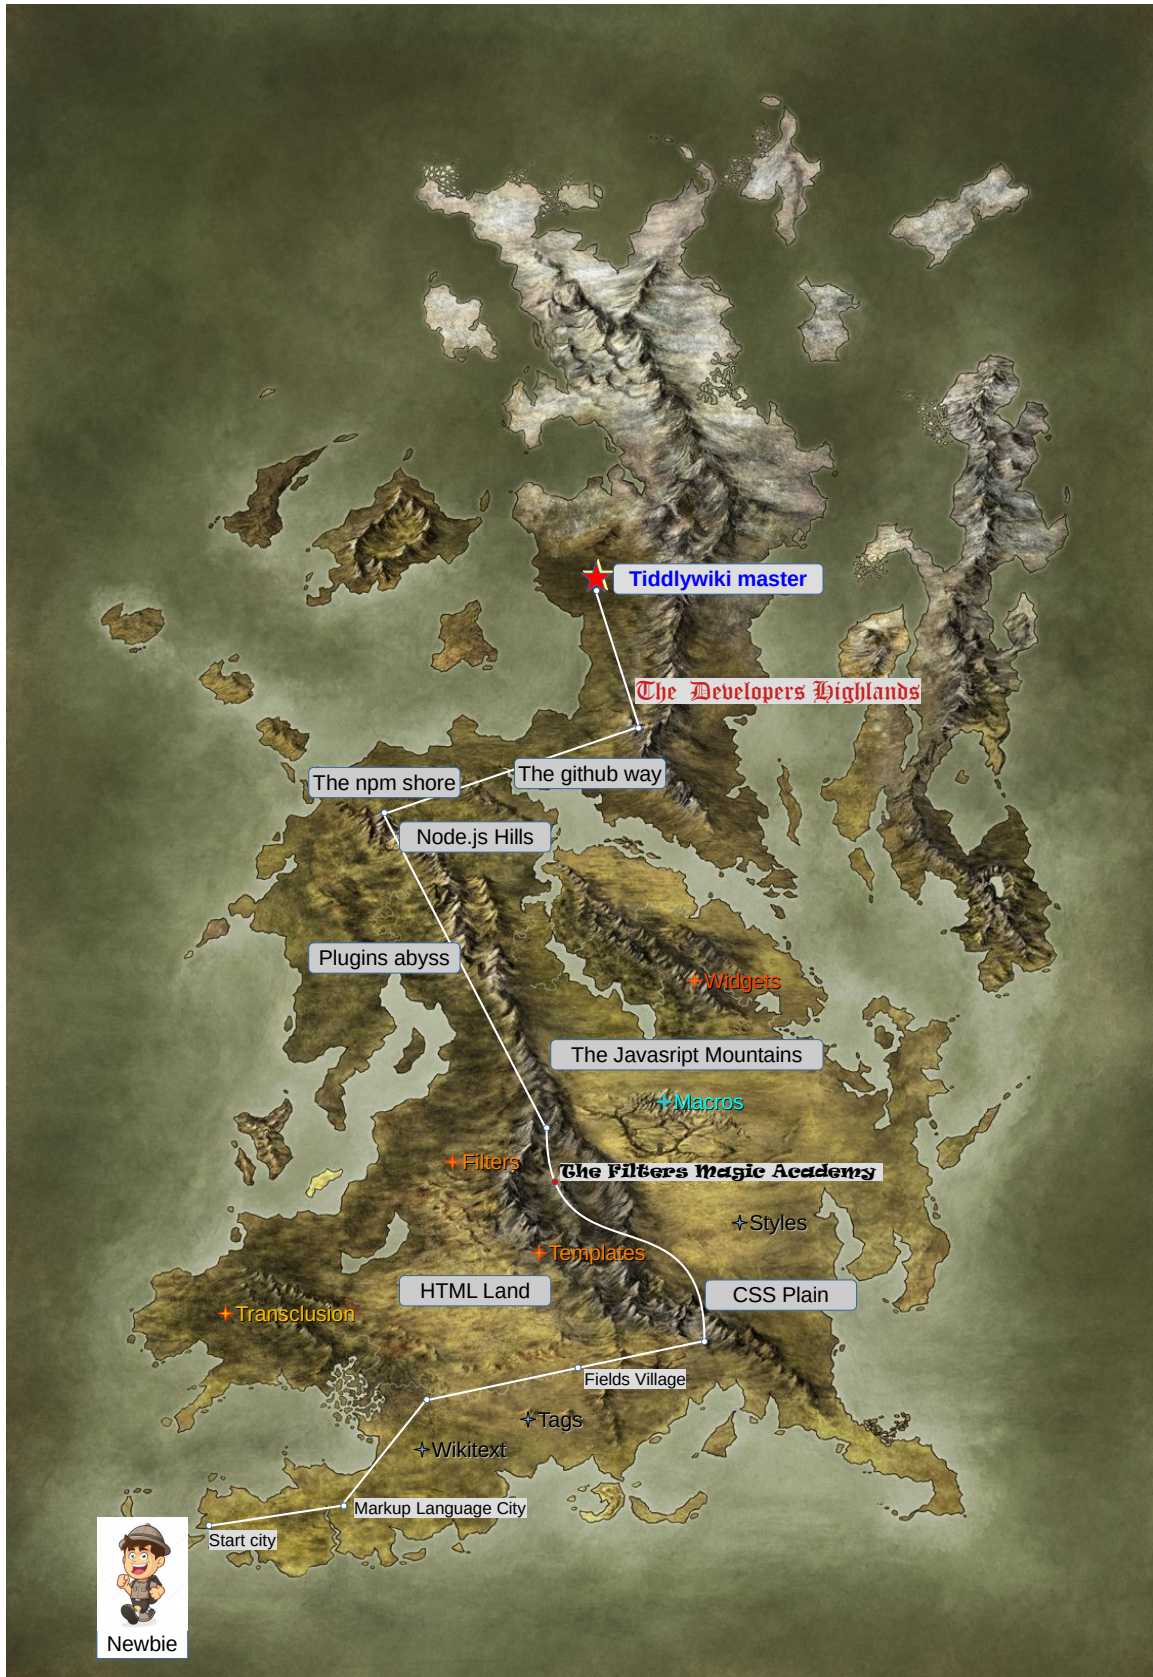 Tiddlywiki master
The Developers Highlands
The github way
The npm shore
Node.js Hills
Plugins abyss
Widgets
The Javasript Mountains
Macros
Filters
The Filters Magic Academy
Styles
Templates
HTML Land
CSS Plain
Transclusion
Fields Village
Tags
Wikitext
Markup Language City
Start city
Newbie